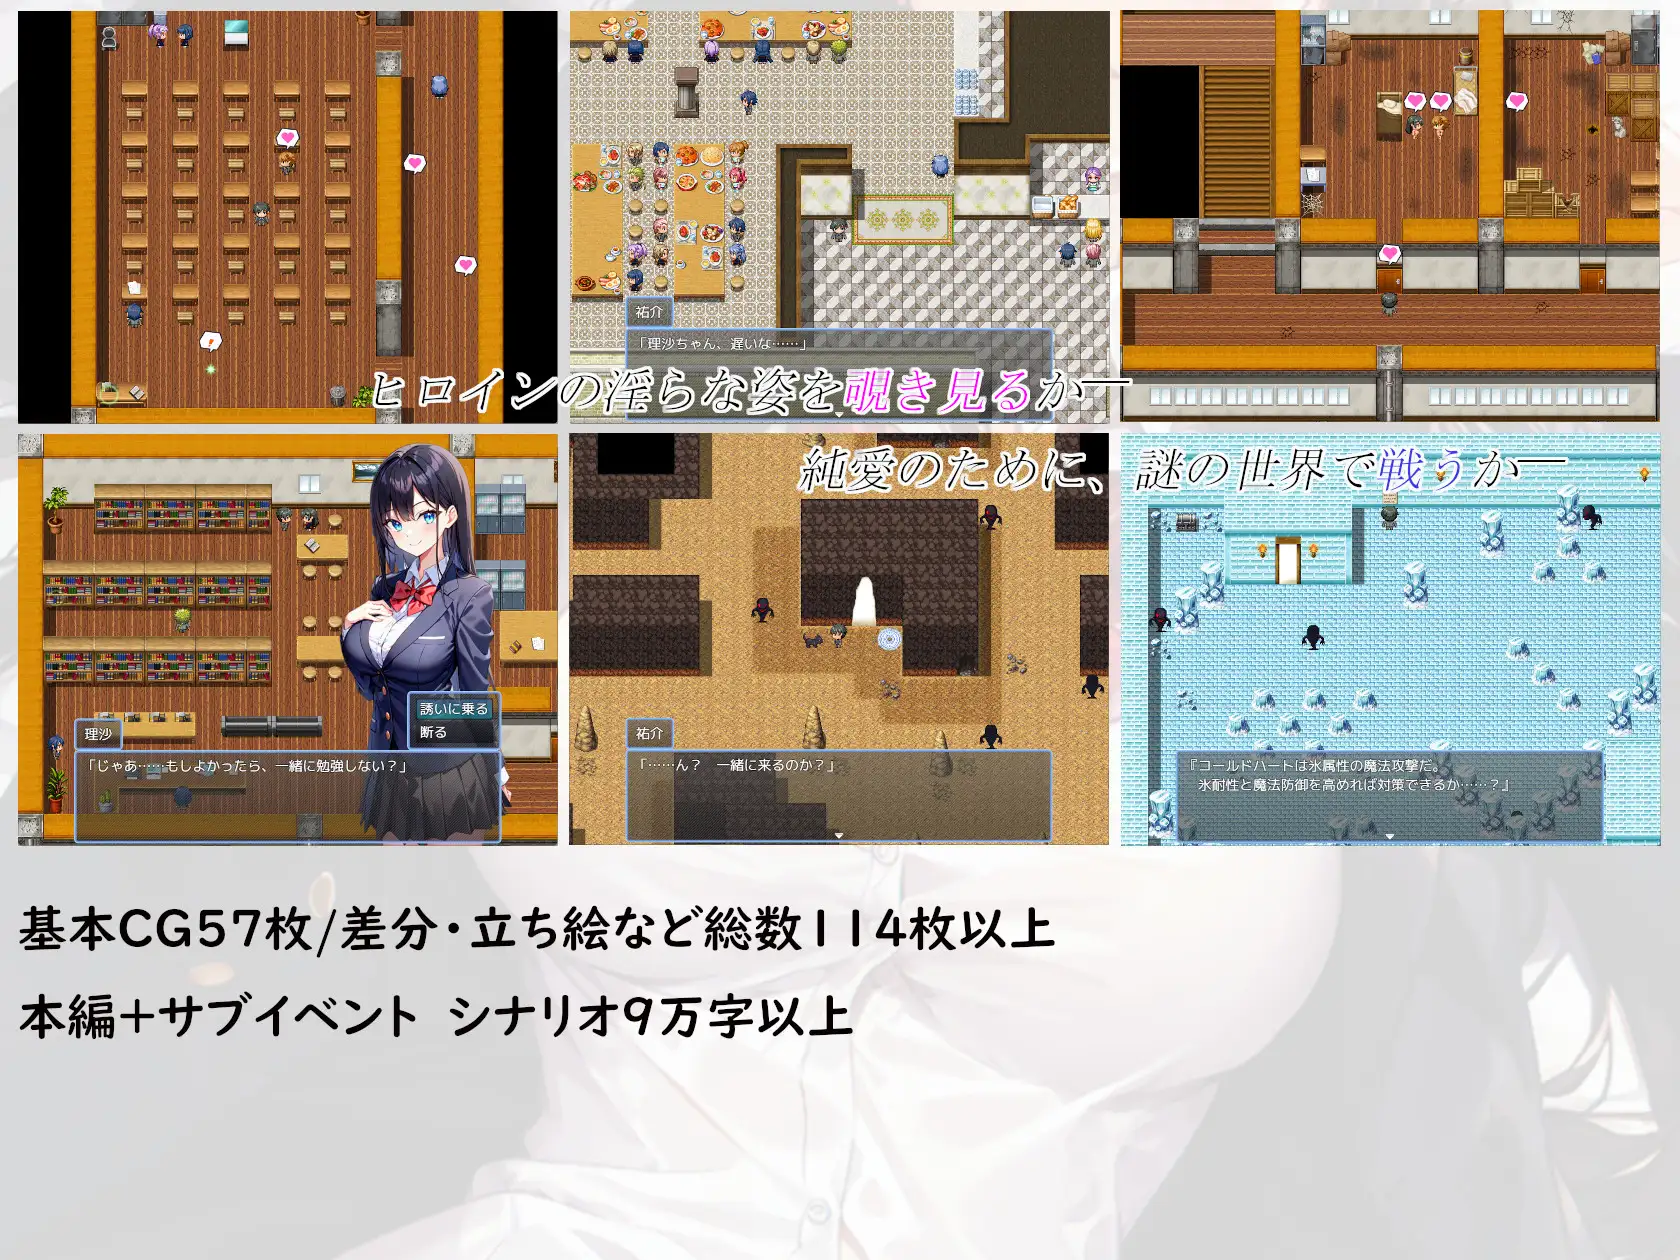 祐介
「理沙ちゃん、遅いな……」
ヒロインの淫らな姿を覗き見るか―
純愛のために、謎の世界で戦うか―
誘いに乗る
断る
理沙
「じゃあ……もしよかったら、一緒に勉強しない？」
祐介
「……ん？　一緒に来るのか？」
『コールドハートは氷属性の魔法攻撃だ。
氷耐性と魔法防御を高めれば対策できるか……？』
基本CG57枚/差分・立ち絵など総数114枚以上
本編+サブイベント シナリオ9万字以上